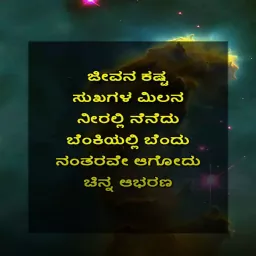 ಜೀವನ ಕಷ್ಟ
ಸುಖಗಳ ಮಿಲನ
ನೀರಲ್ಲಿ ನೆನೆದು
ಬೆಂಕಿಯಲ್ಲಿ ಬೆಂದು
ನಂತರವೇ ಆಗೋದು
ಚಿನ್ನ ಆಭರಣ